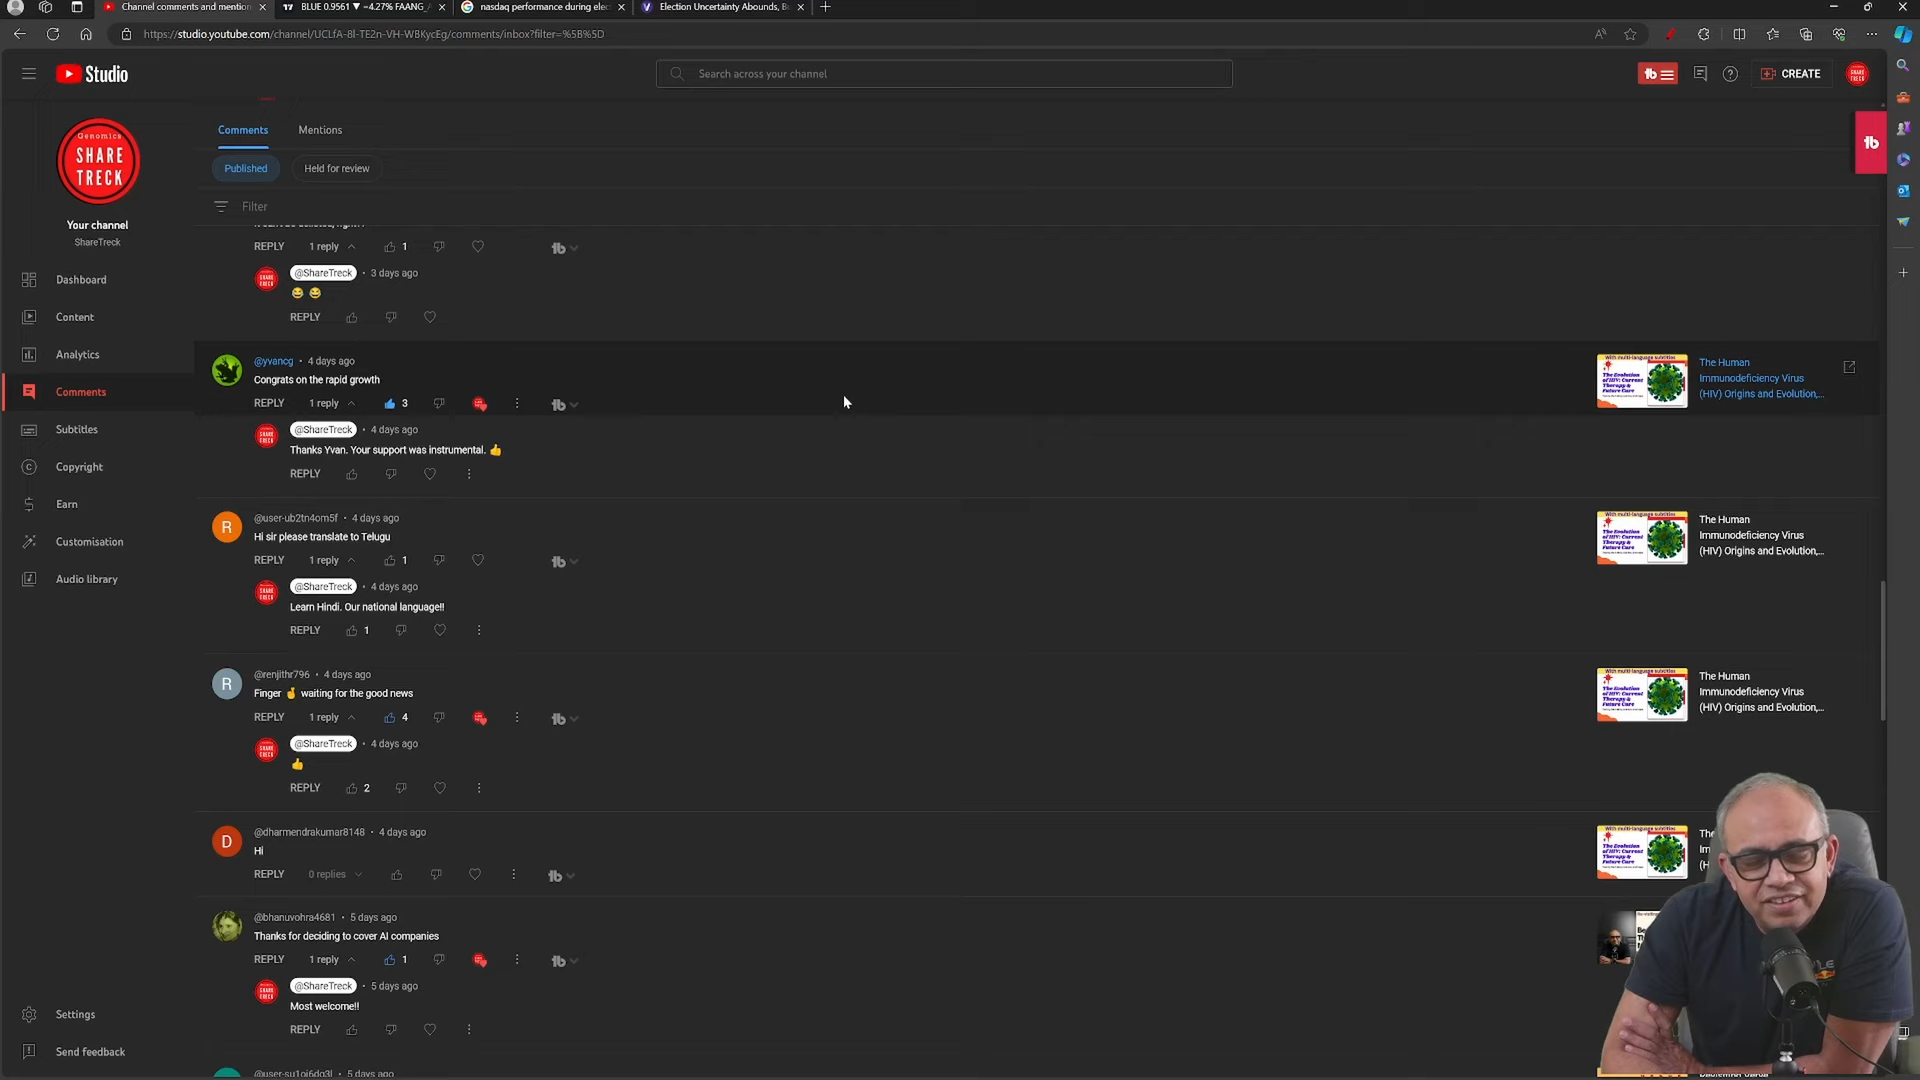 Channel comments and mention
BLUE 0.9561 ▼ −4.27% FAANG_
nasdaq performance during elec
Election Uncertainty Abounds, B
https://studio.youtube.com/channel/UCLfA-8l-TE2n-VH-WBKycEg/comments/inbox?filter=%5B%5D
Studio
Search across your channel
CREATE
Genomics
SHARE
TRECK
Your channel
ShareTreck
Dashboard
Content
Analytics
Comments
Subtitles
Copyright
Earn
Customisation
Audio library
Settings
Send feedback
Comments
Mentions
Published
Held for review
Filter
REPLY 1 reply 1
@ShareTreck • 3 days ago
😂 😂
REPLY
@yvancg • 4 days ago
Congrats on the rapid growth
REPLY 1 reply 3
@ShareTreck • 4 days ago
Thanks Yvan. Your support was instrumental. 👍
REPLY
The Human
Immunodeficiency Virus
(HIV) Origins and Evolution,...
@user-ub2tn4om5f • 4 days ago
Hi sir please translate to Telugu
REPLY 1 reply 1
@ShareTreck • 4 days ago
Learn Hindi. Our national language!!
REPLY 1
The Human
Immunodeficiency Virus
(HIV) Origins and Evolution,...
@renjithr796 • 4 days ago
Finger 🤞 waiting for the good news
REPLY 1 reply 4
@ShareTreck • 4 days ago
👍
REPLY 2
The Human
Immunodeficiency Virus
(HIV) Origins and Evolution,...
@dharmendrakumar8148 • 4 days ago
Hi
REPLY 0 replies
@bhanuvohra4681 • 5 days ago
Thanks for deciding to cover AI companies
REPLY 1 reply 1
@ShareTreck • 5 days ago
Most welcome!!
REPLY
@user-su1oj6dq3l • 5 days ago